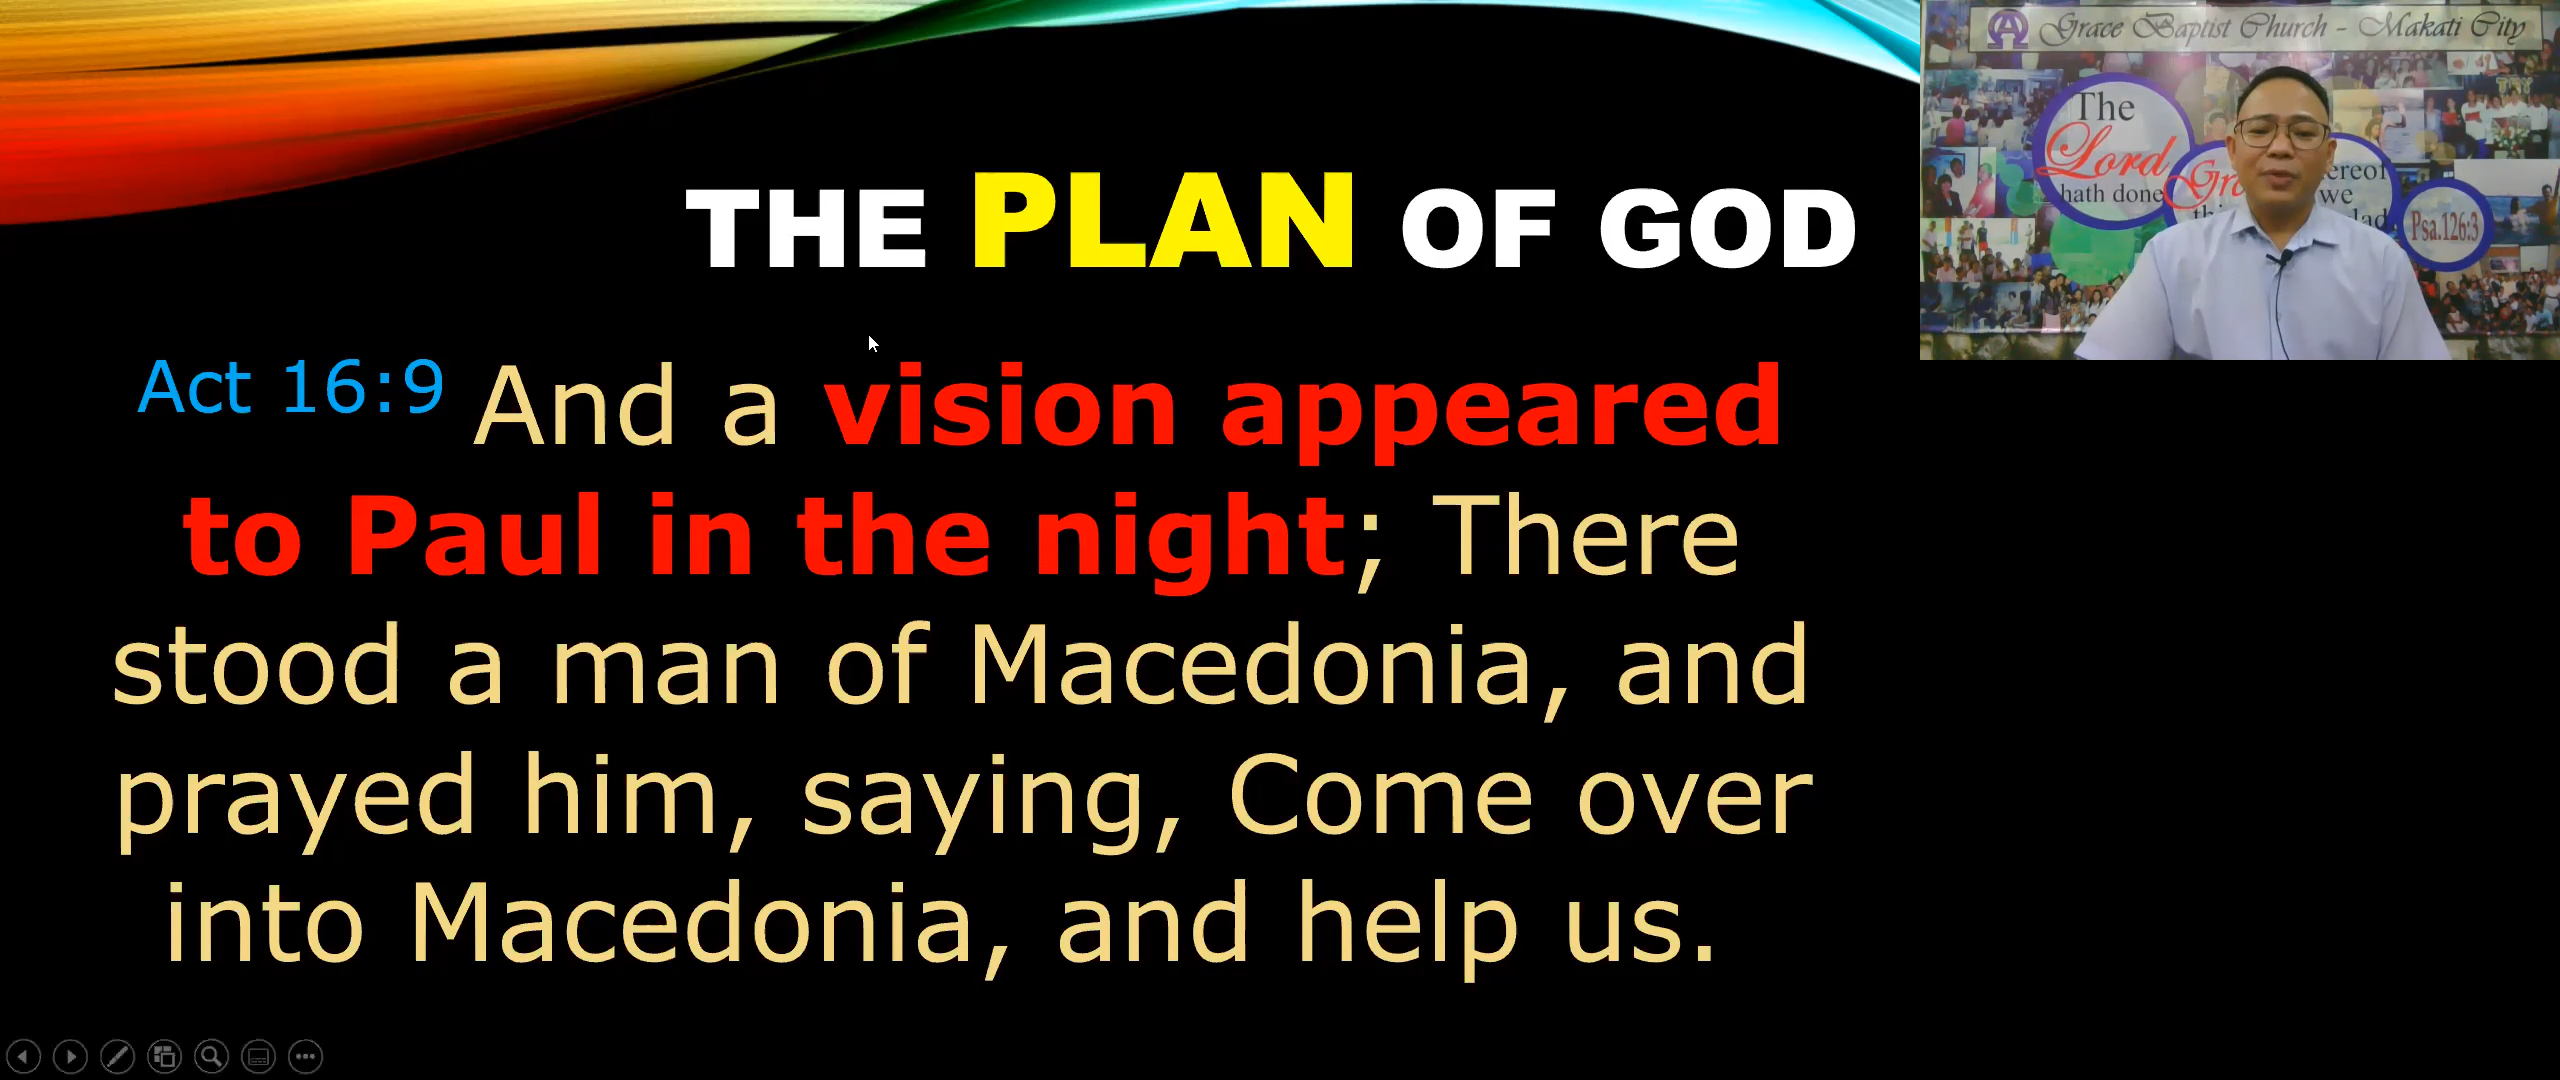 THE PLAN OF GOD
Act 16:9 And a vision appeared
to Paul in the night; There
stood a man of Macedonia, and
prayed him, saying, Come over
into Macedonia, and help us.
Grace Baptist Church - Makati City
The
Lord
hath done
we
Psa.126:3